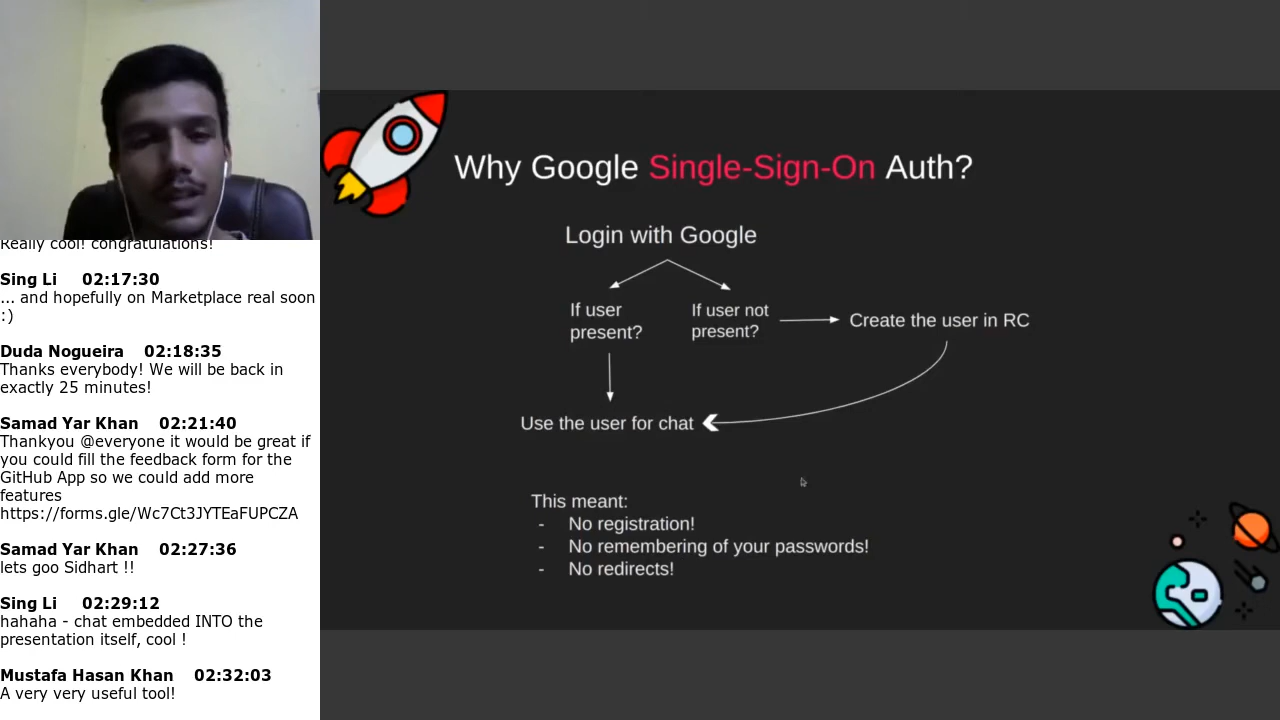 Really cool! congratulations!
Sing Li 02:17:30
... and hopefully on Marketplace real soon
:)
Duda Nogueira 02:18:35
Thanks everybody! We will be back in
exactly 25 minutes!
Samad Yar Khan 02:21:40
Thankyou @everyone it would be great if
you could fill the feedback form for the
GitHub App so we could add more
features
https://forms.gle/Wc7Ct3JYTEaFUPCZA
Samad Yar Khan 02:27:36
lets goo Sidhart !!
Sing Li 02:29:12
hahaha - chat embedded INTO the
presentation itself, cool !
Mustafa Hasan Khan 02:32:03
A very very useful tool!
Why Google Single-Sign-On Auth?
Login with Google
If user
present?
If user not
present?
Create the user in RC
Use the user for chat
This meant:
- No registration!
- No remembering of your passwords!
- No redirects!